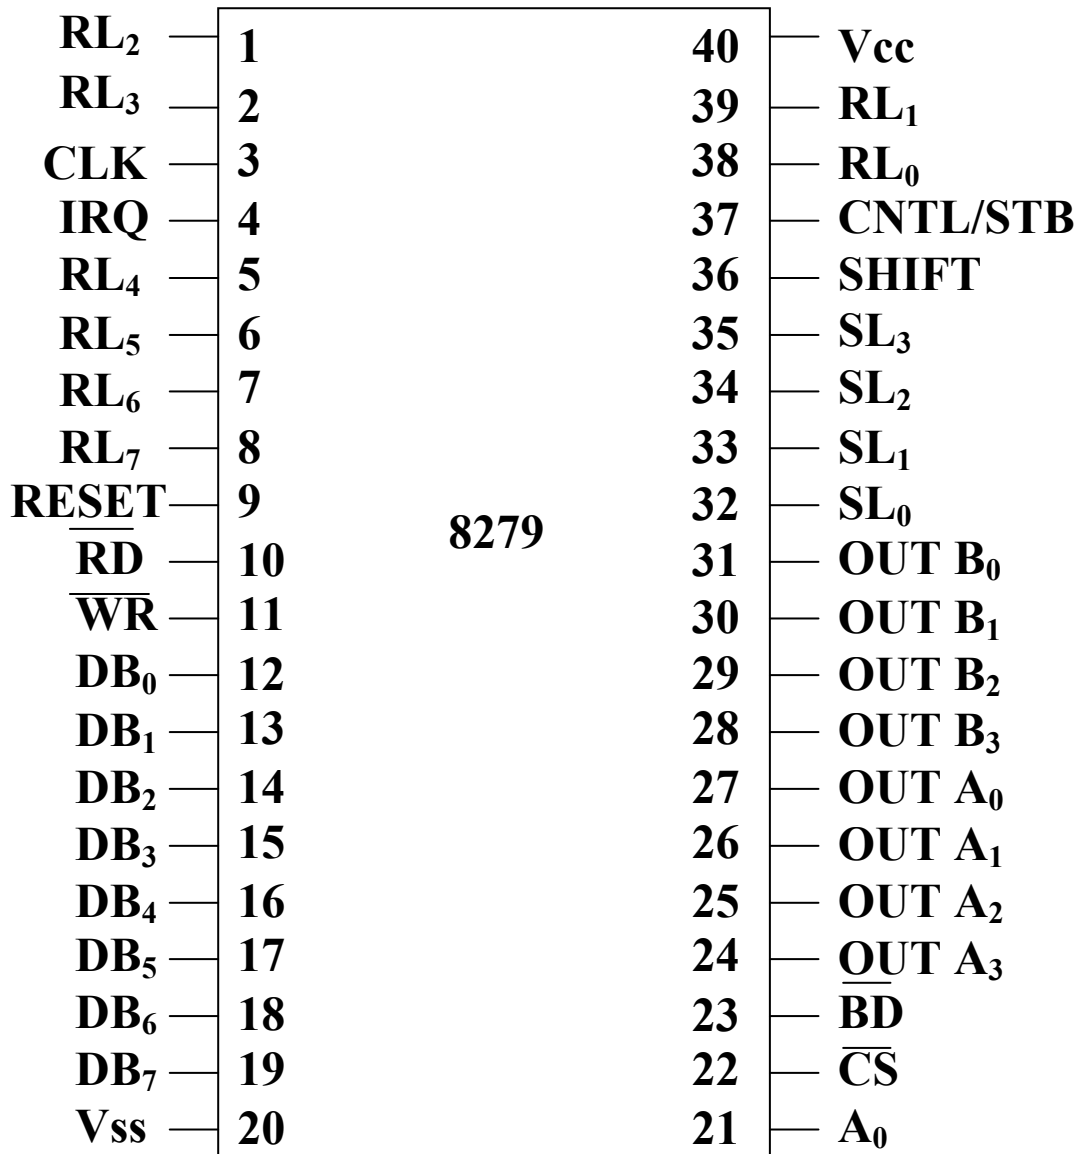 RL₂ 1 40 Vcc
RL₃ 2 39 RL₁
CLK 3 38 RL₀
IRQ 4 37 CNTL/STB
RL₄ 5 36 SHIFT
RL₅ 6 35 SL₃
RL₆ 7 34 SL₂
RL₇ 8 33 SL₁
RESET 9 32 SL₀
8279
R̅D̅ 10 31 OUT B₀
W̅R̅ 11 30 OUT B₁
DB₀ 12 29 OUT B₂
DB₁ 13 28 OUT B₃
DB₂ 14 27 OUT A₀
DB₃ 15 26 OUT A₁
DB₄ 16 25 OUT A₂
DB₅ 17 24 OUT A₃
DB₆ 18 23 B̅D̅
DB₇ 19 22 C̅S̅
Vss 20 21 A₀